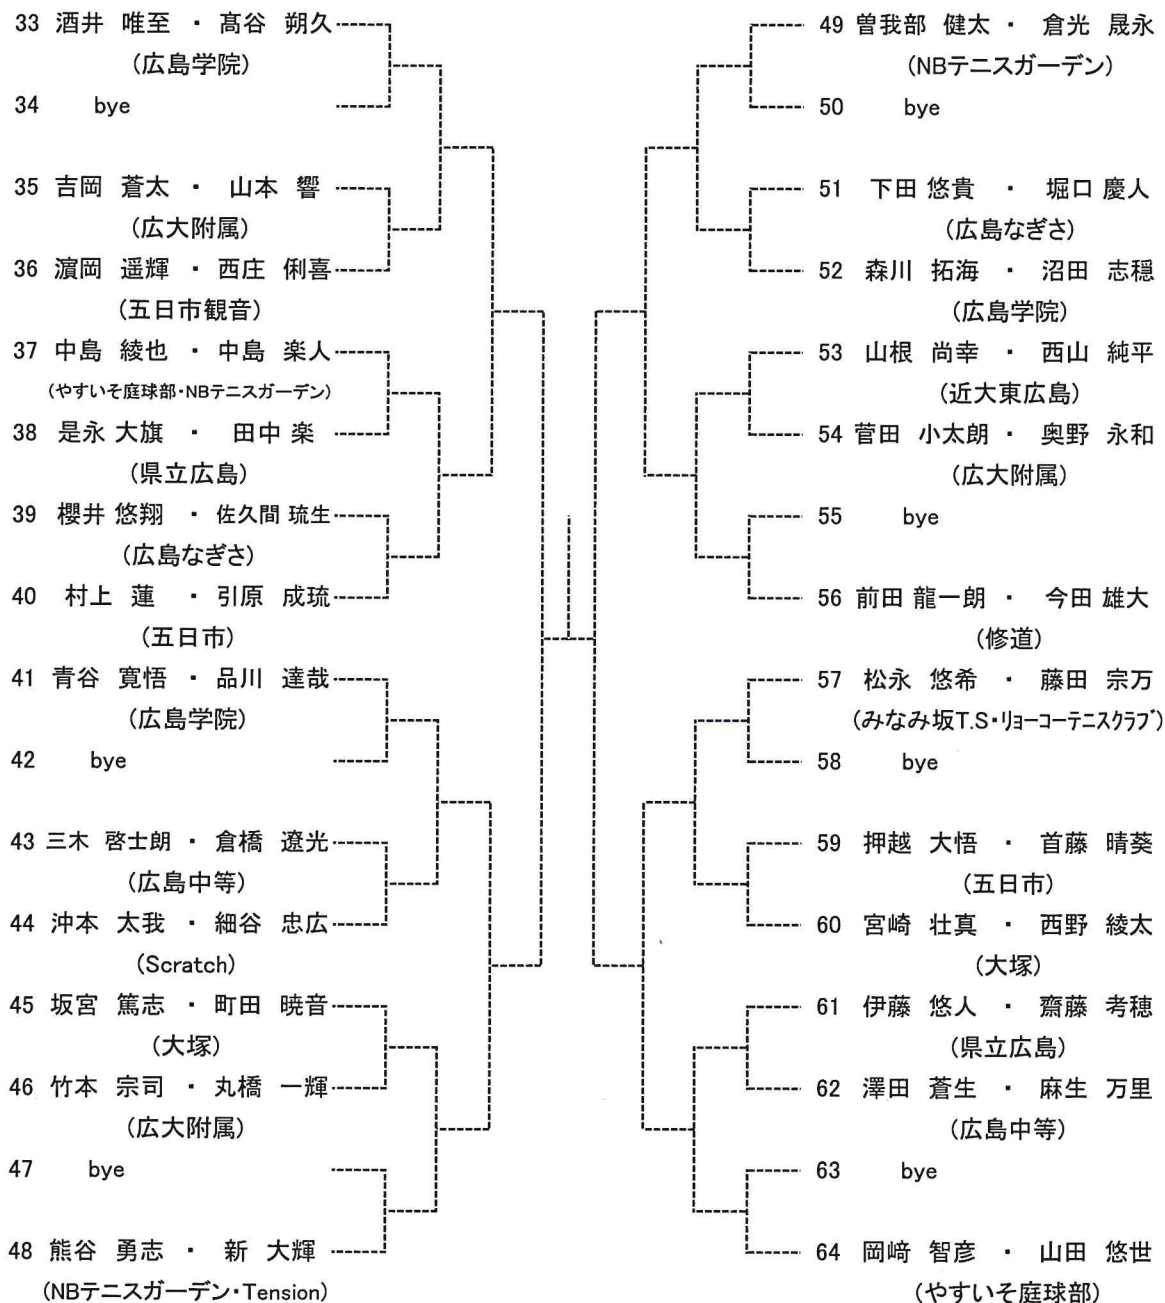 33 酒井 唯至 ・ 髙谷 朔久
(広島学院)
34 bye
35 吉岡 蒼太 ・ 山本 響
(広大附属)
36 濵岡 遥輝 ・ 西庄 俐喜
(五日市観音)
37 中島 綾也 ・ 中島 楽人
(やすいそ庭球部・NBテニスガーデン)
38 是永 大旗 ・ 田中 楽
(県立広島)
39 櫻井 悠翔 ・ 佐久間 琉生
(広島なぎさ)
40 村上 蓮 ・ 引原 成琉
(五日市)
41 青谷 寛悟 ・ 品川 達哉
(広島学院)
42 bye
43 三木 啓士朗 ・ 倉橋 遼光
(広島中等)
44 沖本 太我 ・ 細谷 忠広
(Scratch)
45 坂宮 篤志 ・ 町田 暁音
(大塚)
46 竹本 宗司 ・ 丸橋 一輝
(広大附属)
47 bye
48 熊谷 勇志 ・ 新 大輝
(NBテニスガーデン・Tension)
49 曽我部 健太 ・ 倉光 晟永
(NBテニスガーデン)
50 bye
51 下田 悠貴 ・ 堀口 慶人
(広島なぎさ)
52 森川 拓海 ・ 沼田 志穏
(広島学院)
53 山根 尚幸 ・ 西山 純平
(近大東広島)
54 菅田 小太朗 ・ 奥野 永和
(広大附属)
55 bye
56 前田 龍一朗 ・ 今田 雄大
(修道)
57 松永 悠希 ・ 藤田 宗万
(みなみ坂T.S・リョーコーテニスクラブ)
58 bye
59 押越 大悟 ・ 首藤 晴葵
(五日市)
60 宮崎 壮真 ・ 西野 綾太
(大塚)
61 伊藤 悠人 ・ 齋藤 考穂
(県立広島)
62 澤田 蒼生 ・ 麻生 万里
(広島中等)
63 bye
64 岡﨑 智彦 ・ 山田 悠世
(やすいそ庭球部)